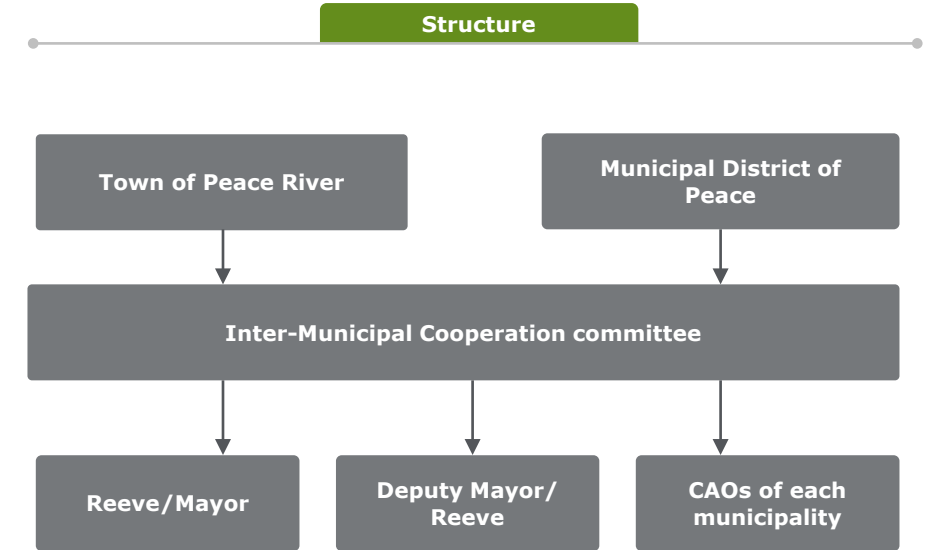 Structure
Town of Peace River
Municipal District of
Peace
Inter-Municipal Cooperation committee
Reeve/Mayor
Deputy Mayor/
Reeve
CAOs of each
municipality